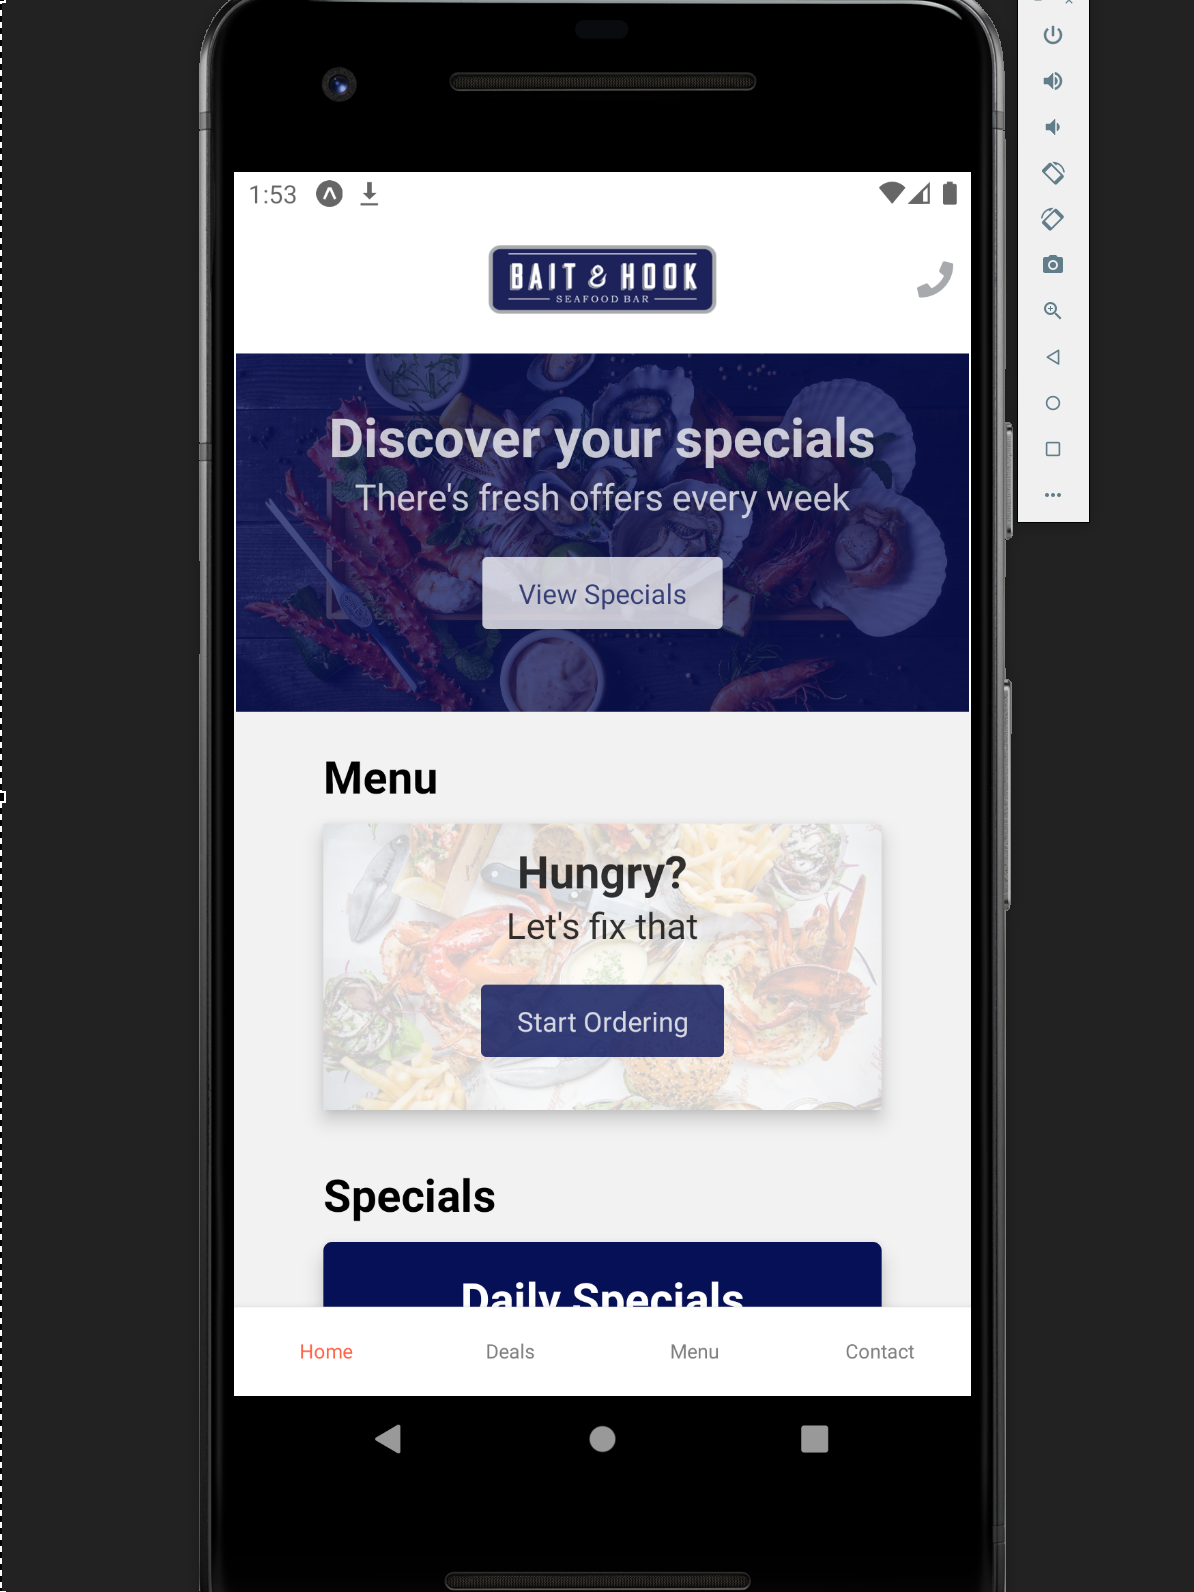 1:53
BAIT & HOOK
SEAFOOD BAR
Discover your specials
There's fresh offers every week
View Specials
Menu
Hungry?
Let's fix that
Start Ordering
Specials
Daily Specials
Home
Deals
Menu
Contact